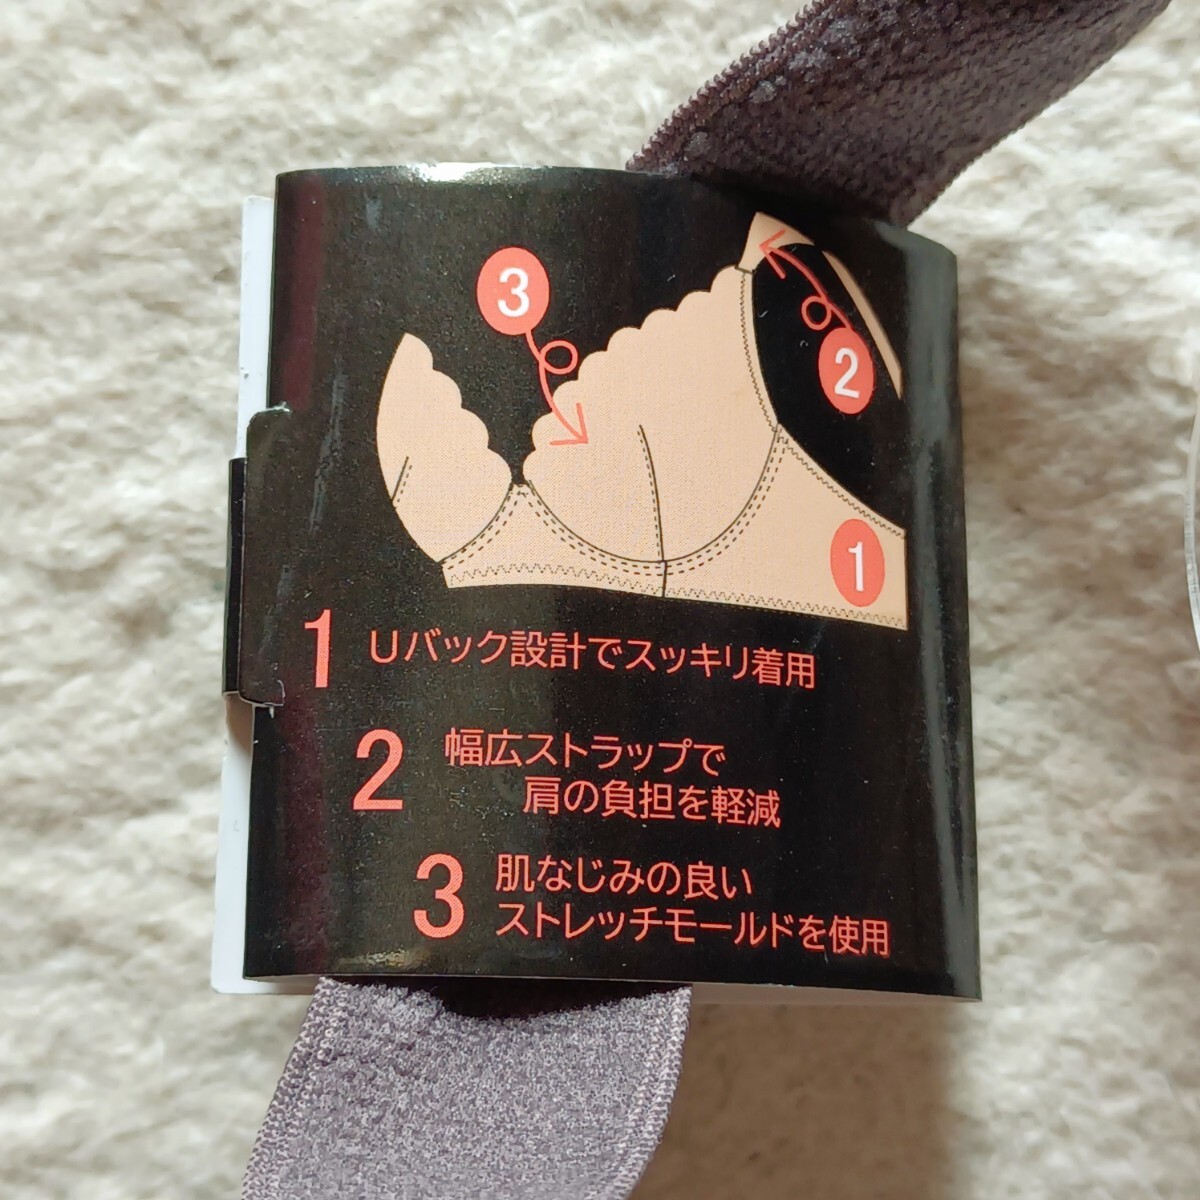 3
2
1
1 Uバック設計でスッキリ着用
2 幅広ストラップで
肩の負担を軽減
3 肌なじみの良い
ストレッチモールドを使用